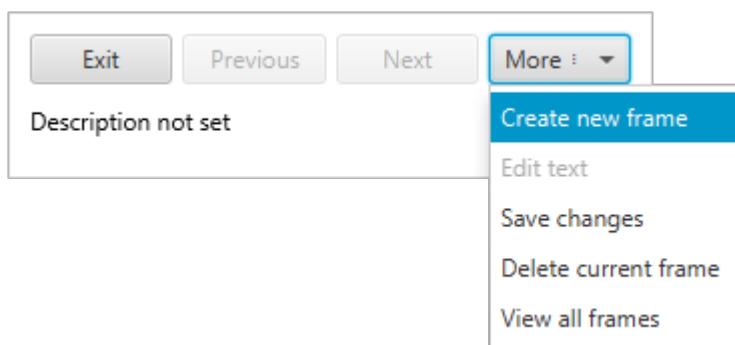 Exit Previous Next More
Description not set
Create new frame
Edit text
Save changes
Delete current frame
View all frames